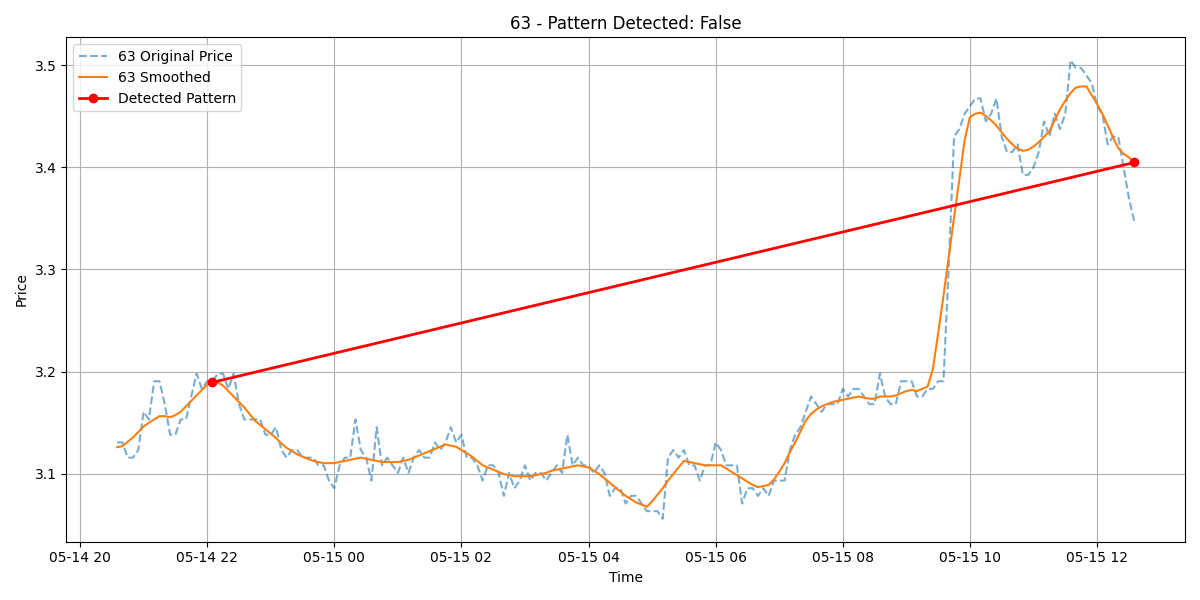 63 - Pattern Detected: False
63 Original Price
63 Smoothed
Detected Pattern
Price
3.5
3.4
3.3
3.2
3.1
05-14 20 05-14 22 05-15 00 05-15 02 05-15 04 05-15 06 05-15 08 05-15 10 05-15 12
Time